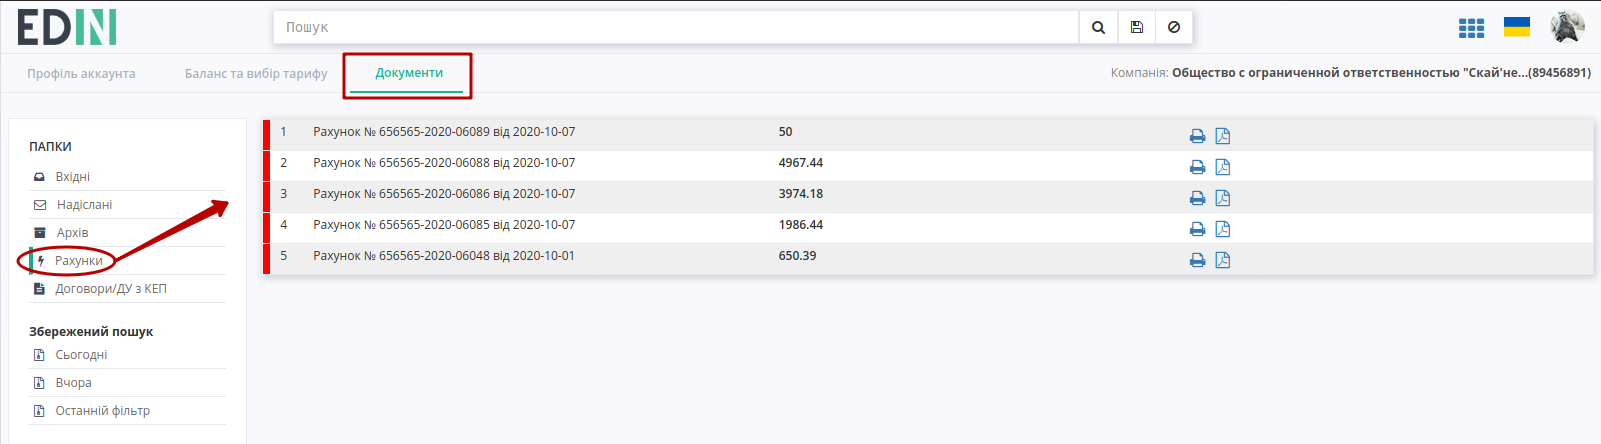 EDIN
Пошук
Профіль аккаунта
Баланс та вибір тарифу
Документи
Компанія: Общество с ограниченной ответственностью "Скай'не...(89456891)
ПАПКИ
Вхідні
Надіслані
Архів
Рахунки
Договори/ДУ з КЕП
Збережений пошук
Сьогодні
Вчора
Останній фільтр
1 Рахунок № 656565-2020-06089 від 2020-10-07 50
2 Рахунок № 656565-2020-06088 від 2020-10-07 4967.44
3 Рахунок № 656565-2020-06086 від 2020-10-07 3974.18
4 Рахунок № 656565-2020-06085 від 2020-10-07 1986.44
5 Рахунок № 656565-2020-06048 від 2020-10-01 650.39